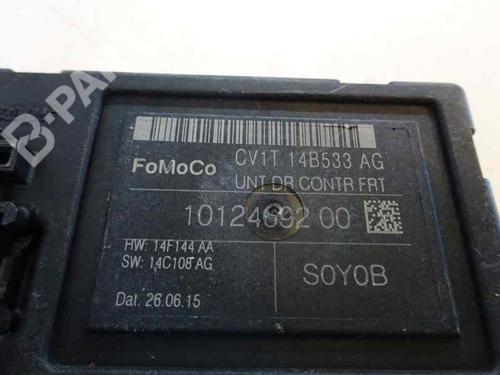 B-PARTS
CV1T 14B533 AG
FoMoCo
UNT DR CONTR FRT
10124692 00
HW: 14F144 AA
SW: 14C108 AG
S0Y0B
Dat: 26.06.15